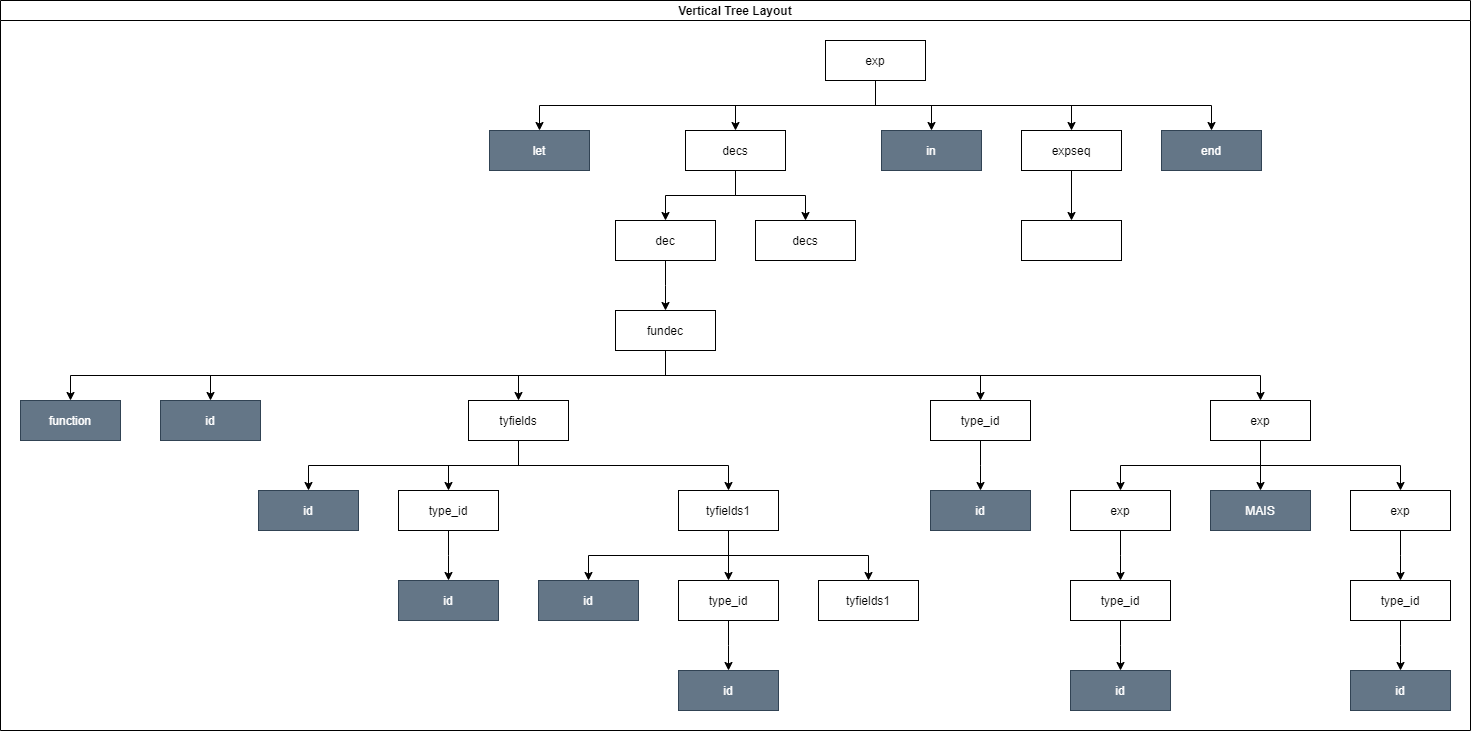 Vertical Tree Layout
exp
let decs in expseq end
dec decs
fundec
function id tyfields type_id exp
id type_id tyfields1 id exp MAIS exp
id id type_id tyfields1 type_id type_id
id id id